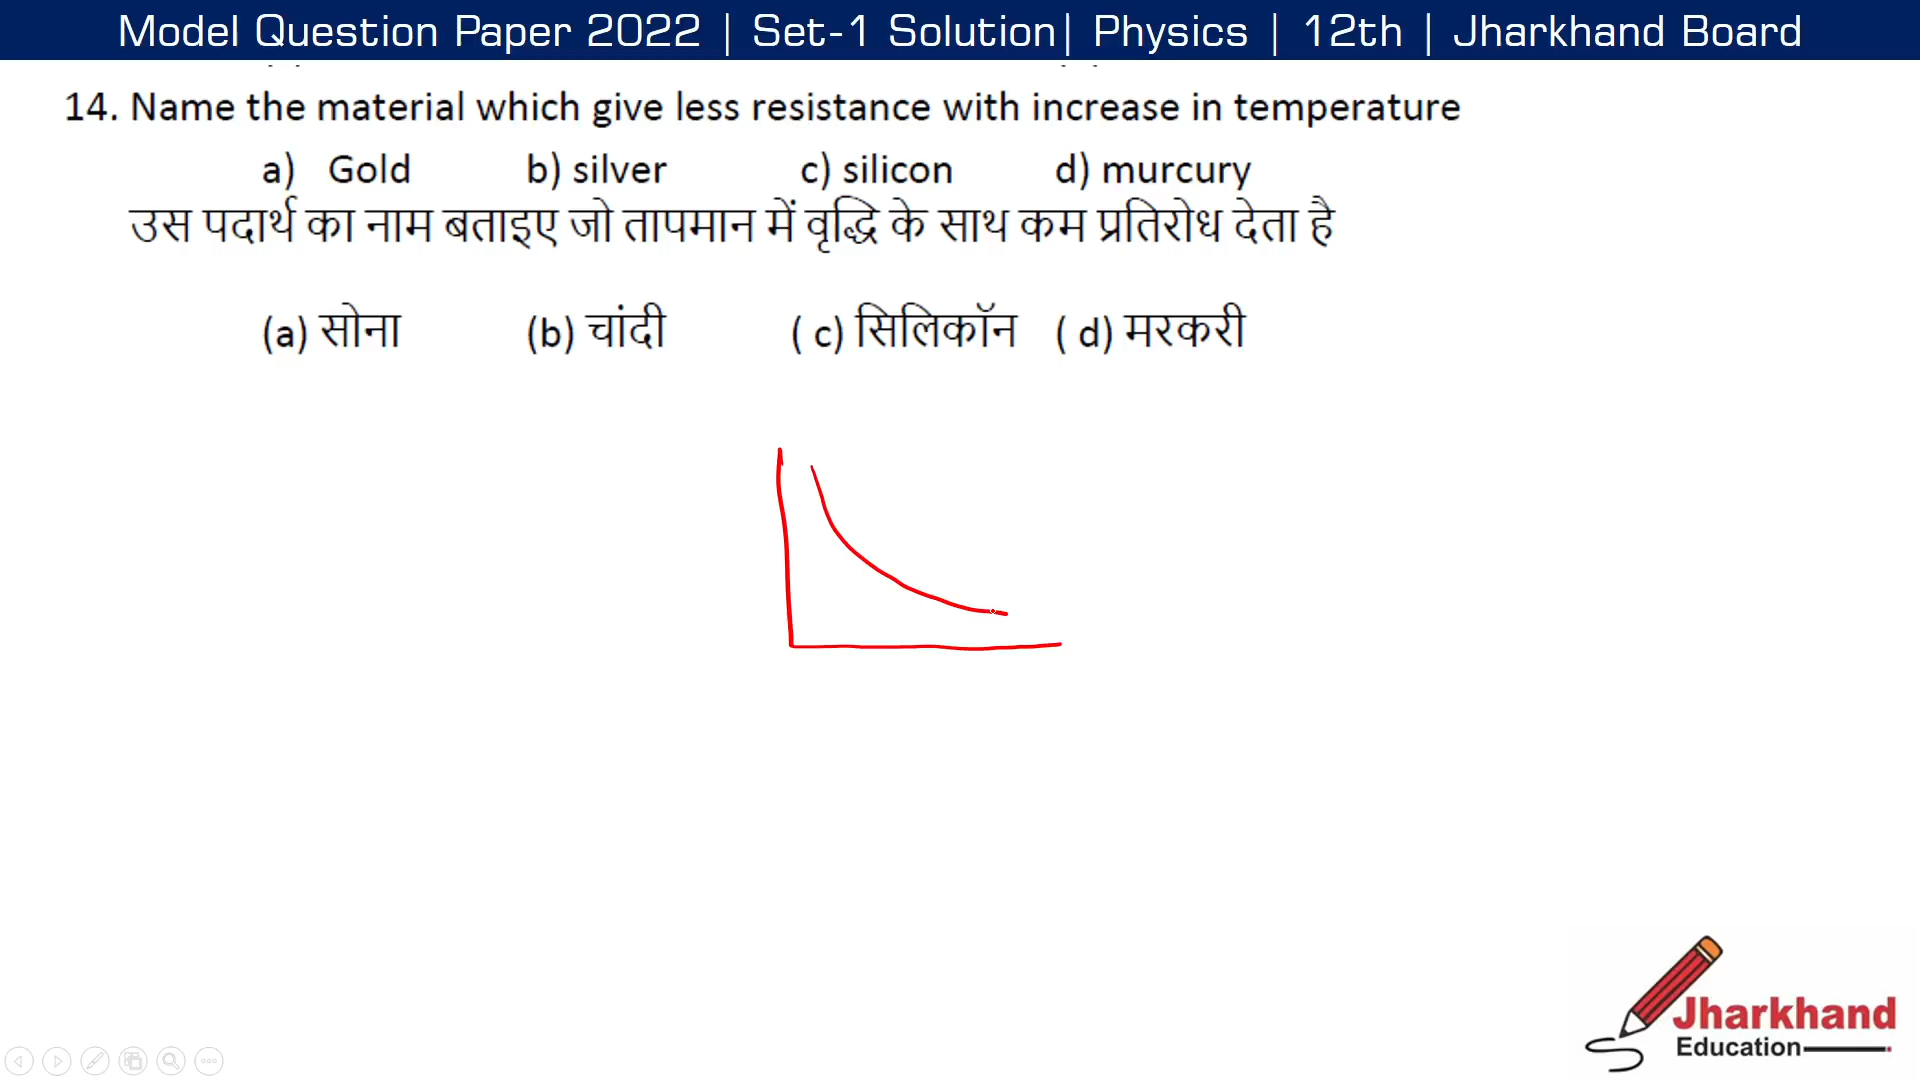 Model Question Paper 2022 | Set-1 Solution| Physics | 12th | Jharkhand Board
14. Name the material which give less resistance with increase in temperature
a) Gold b) silver c) silicon d) murcury
उस पदार्थ का नाम बताइए जो तापमान में वृद्धि के साथ कम प्रतिरोध देता है
(a) सोना (b) चांदी ( c) सिलिकॉन ( d) मरकरी
Jharkhand
Education